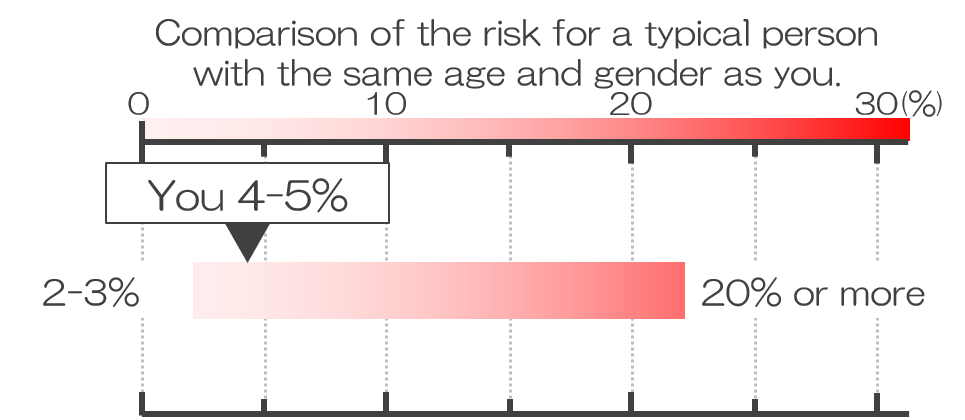 Comparison of the risk for a typical person
with the same age and gender as you.
0 10 20 30(%)
You 4-5%
2-3% 20% or more